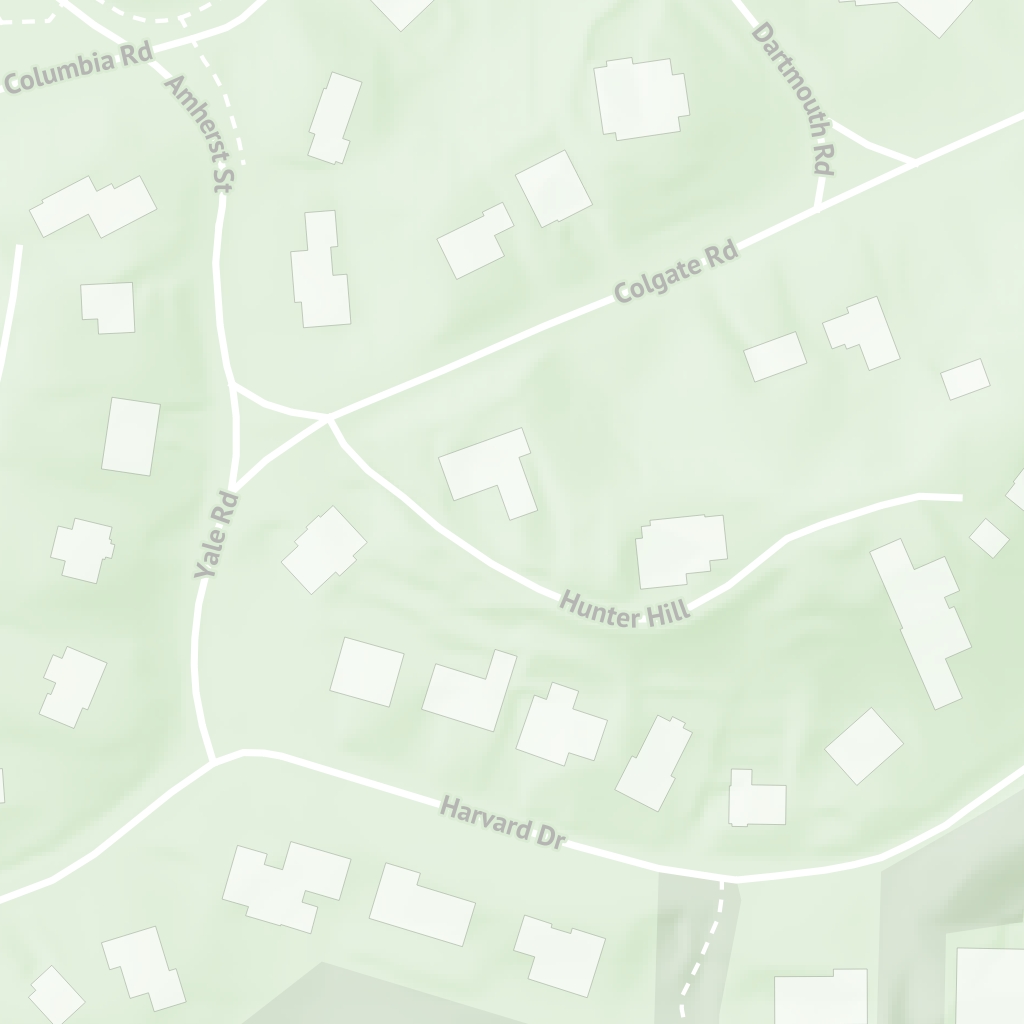 Columbia Rd
Amherst St
Dartmouth Rd
Colgate Rd
Yale Rd
Hunter Hill
Harvard Dr